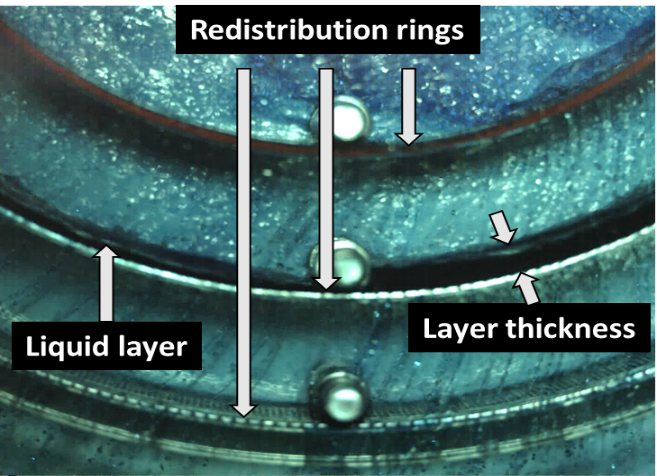 Redistribution rings
Liquid layer
Layer thickness